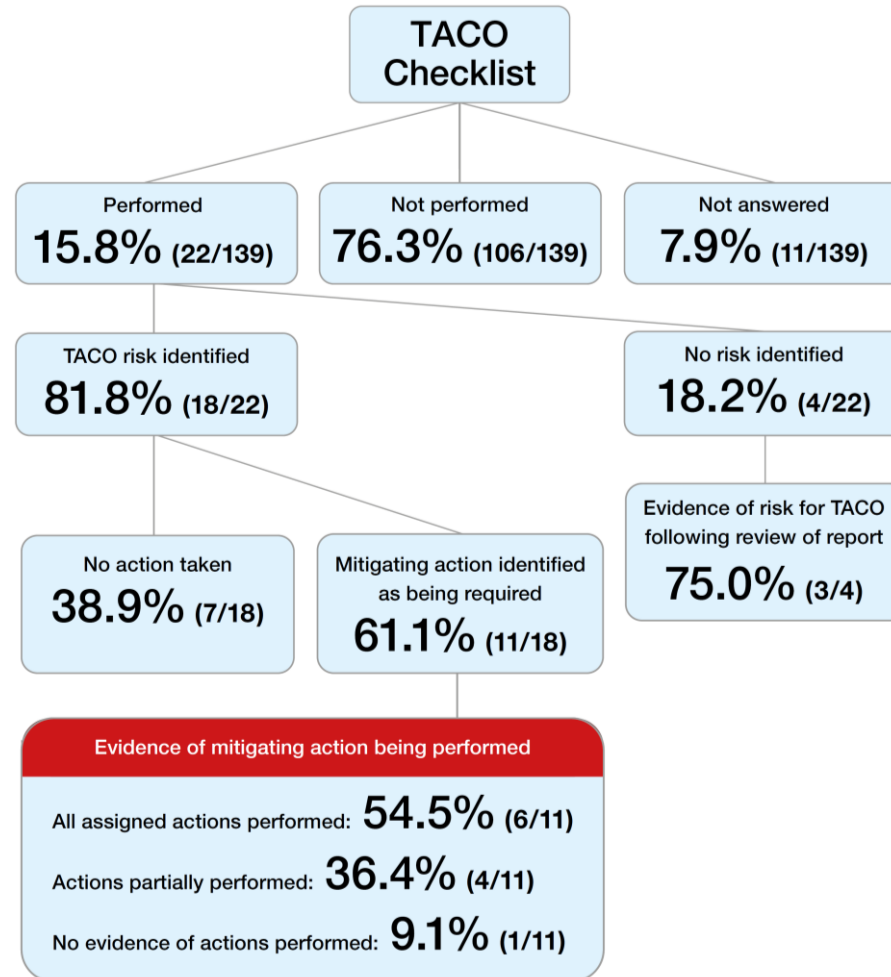 TACO
Checklist
Performed
15.8% (22/139)
Not performed
76.3% (106/139)
Not answered
7.9% (11/139)
TACO risk identified
81.8% (18/22)
No risk identified
18.2% (4/22)
No action taken
38.9% (7/18)
Mitigating action identified
as being required
61.1% (11/18)
Evidence of risk for TACO
following review of report
75.0% (3/4)
Evidence of mitigating action being performed
All assigned actions performed: 54.5% (6/11)
Actions partially performed: 36.4% (4/11)
No evidence of actions performed: 9.1% (1/11)